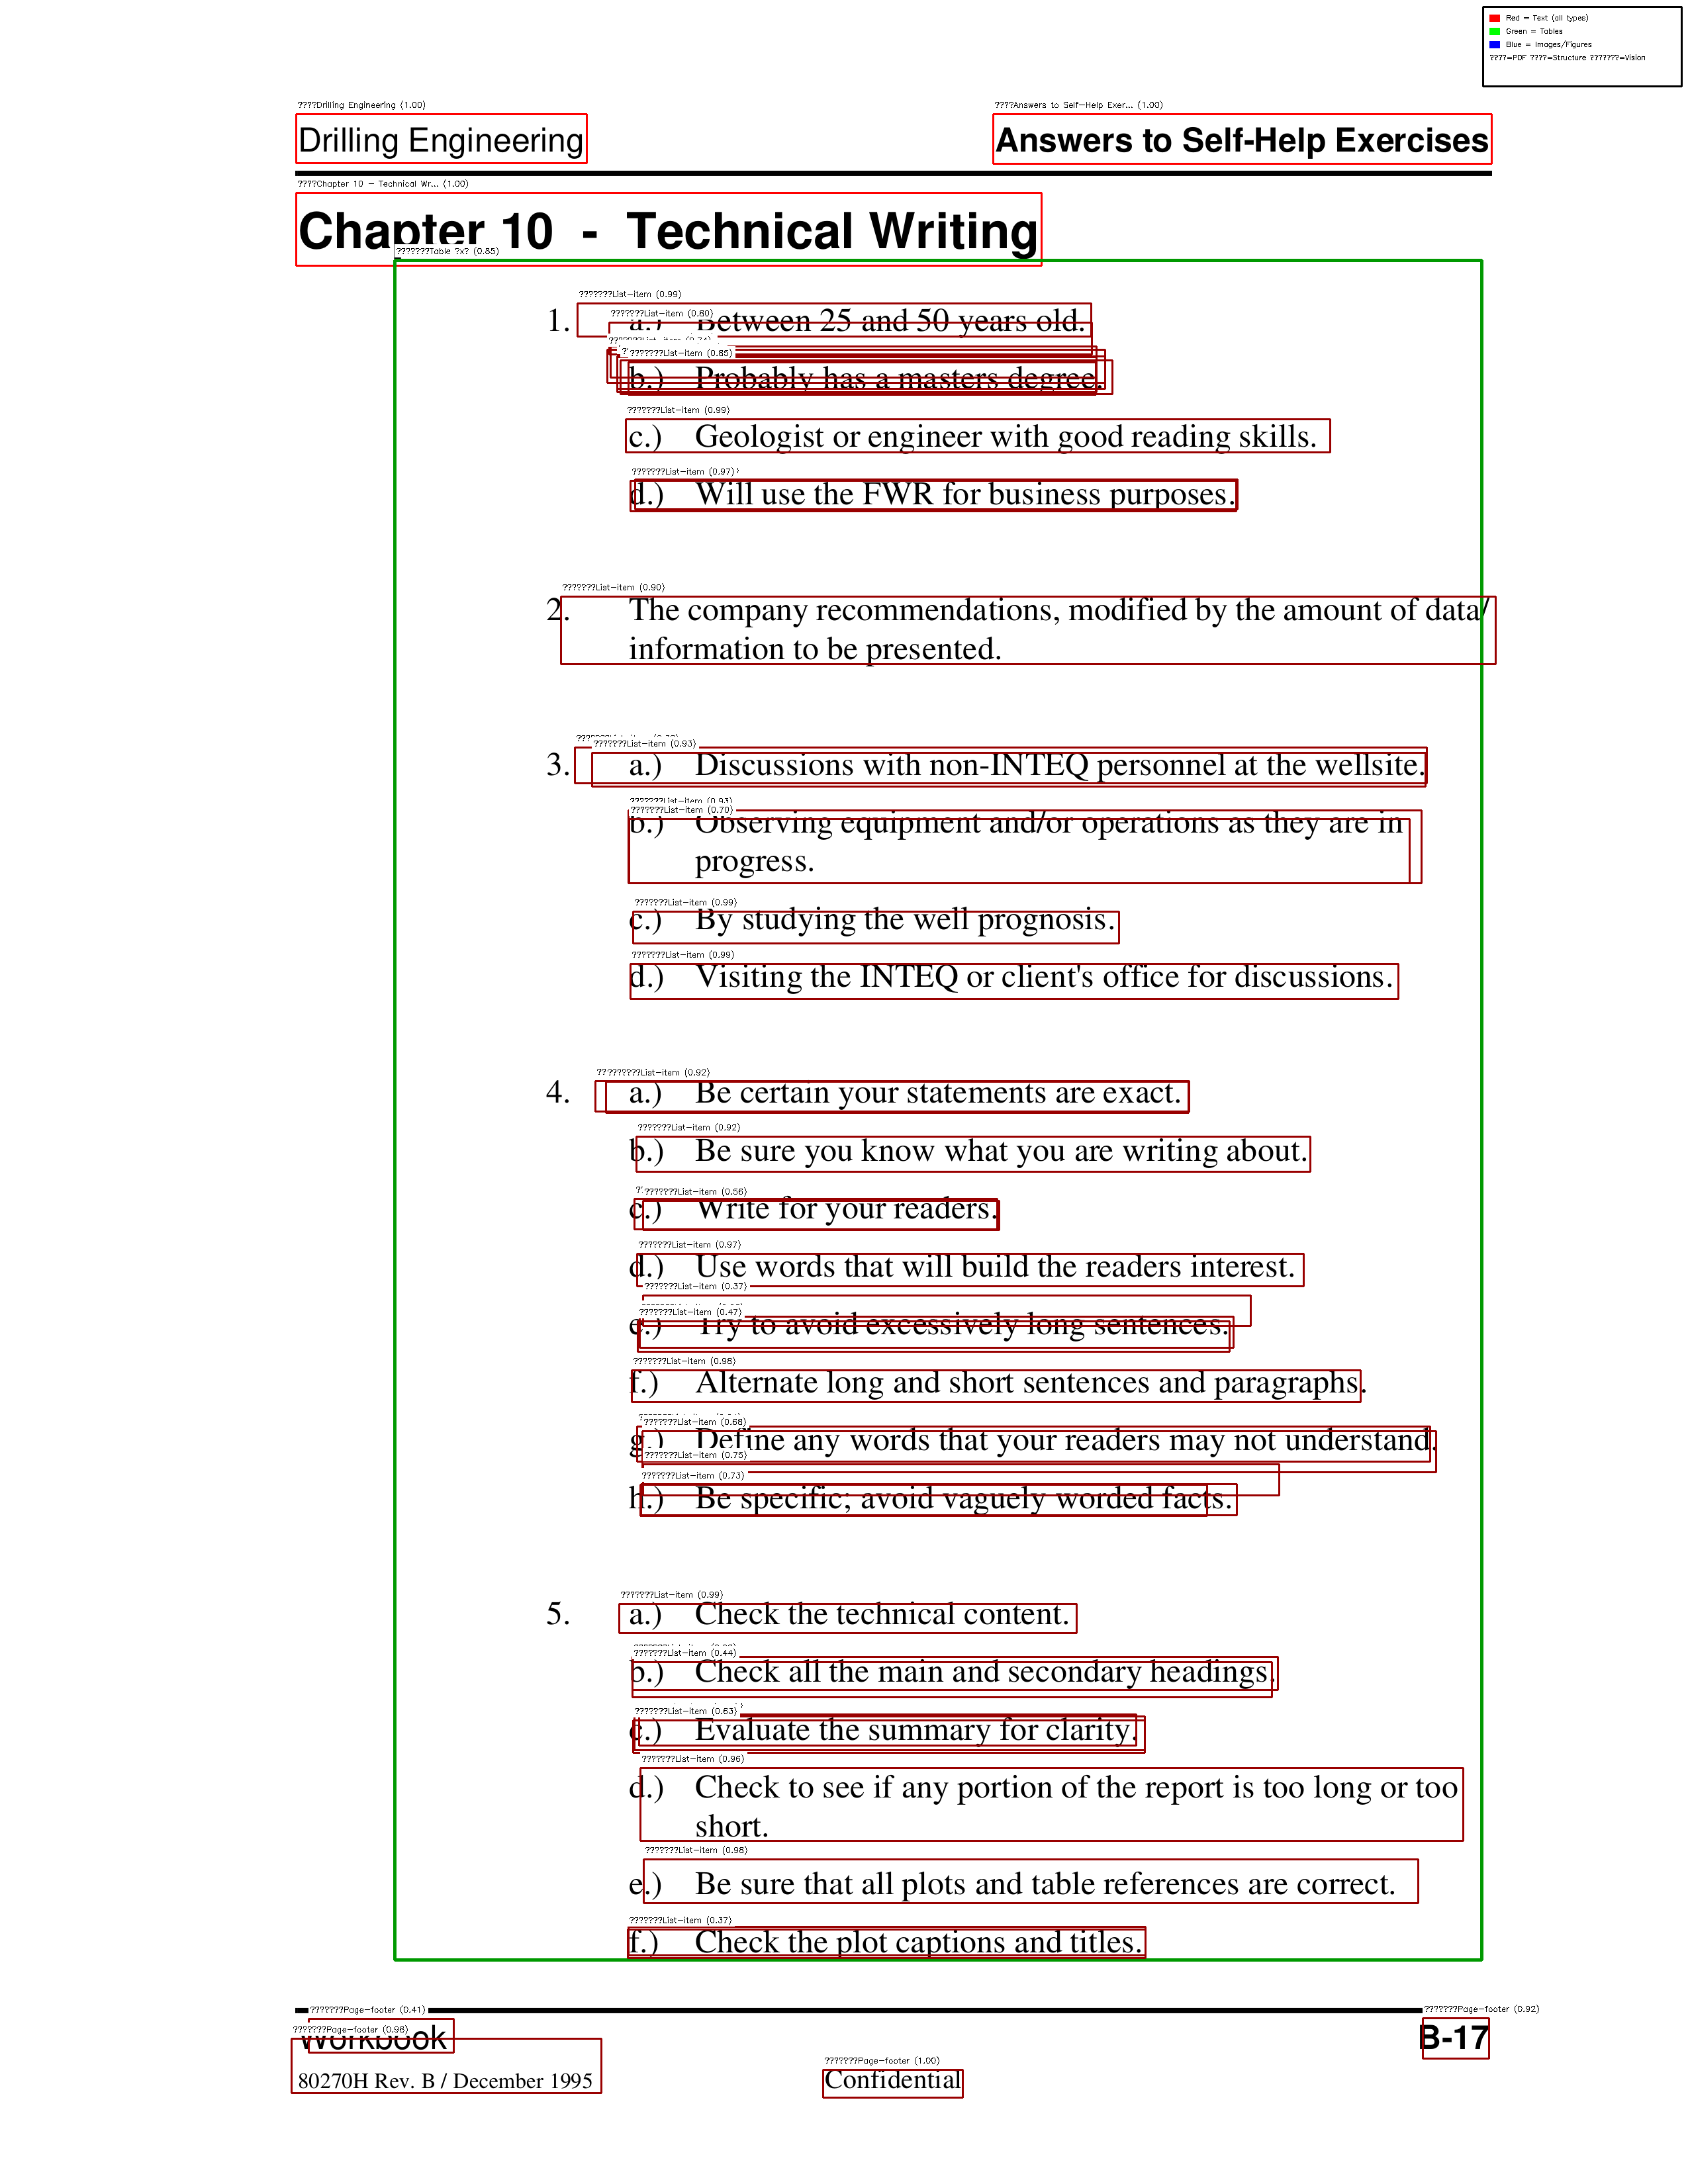 Red = Text (all types)
Green = Tables
Blue = Images/Figures
????=PDF ????=Structure ???????=Vision
????Drilling Engineering (1.00)
????Answers to Self-Help Exer... (1.00)
Drilling Engineering
Answers to Self-Help Exercises
????Chapter 10 - Technical Wr... (1.00)
Chapter 10 - Technical Writing
???????Table ?x? (0.85)
???????List-item (0.99)
1. a.) Between 25 and 50 years old.
???????List-item (0.80)
???????List-item (0.85)
b.) Probably has a masters degree.
???????List-item (0.99)
c.) Geologist or engineer with good reading skills.
???????List-item (0.97)
d.) Will use the FWR for business purposes.
???????List-item (0.90)
2. The company recommendations, modified by the amount of data/
information to be presented.
???????List-item (0.93)
3. a.) Discussions with non-INTEQ personnel at the wellsite.
???????List-item (0.93)
???????List-item (0.70)
b.) Observing equipment and/or operations as they are in
progress.
???????List-item (0.99)
c.) By studying the well prognosis.
???????List-item (0.99)
d.) Visiting the INTEQ or client's office for discussions.
???????List-item (0.92)
4. a.) Be certain your statements are exact.
???????List-item (0.92)
b.) Be sure you know what you are writing about.
???????List-item (0.56)
c.) Write for your readers.
???????List-item (0.97)
d.) Use words that will build the readers interest.
???????List-item (0.37)
???????List-item (0.47)
e.) Try to avoid excessively long sentences.
???????List-item (0.98)
f.) Alternate long and short sentences and paragraphs.
???????List-item (0.68)
g.) Define any words that your readers may not understand.
???????List-item (0.75)
???????List-item (0.73)
h.) Be specific; avoid vaguely worded facts.
???????List-item (0.99)
5. a.) Check the technical content.
???????List-item (0.44)
b.) Check all the main and secondary headings.
???????List-item (0.63)
c.) Evaluate the summary for clarity.
???????List-item (0.96)
d.) Check to see if any portion of the report is too long or too
short.
???????List-item (0.98)
e.) Be sure that all plots and table references are correct.
???????List-item (0.37)
f.) Check the plot captions and titles.
???????Page-footer (0.41)
???????Page-footer (0.92)
???????Page-footer (0.98)
Workbook
B-17
???????Page-footer (1.00)
80270H Rev. B / December 1995
Confidential